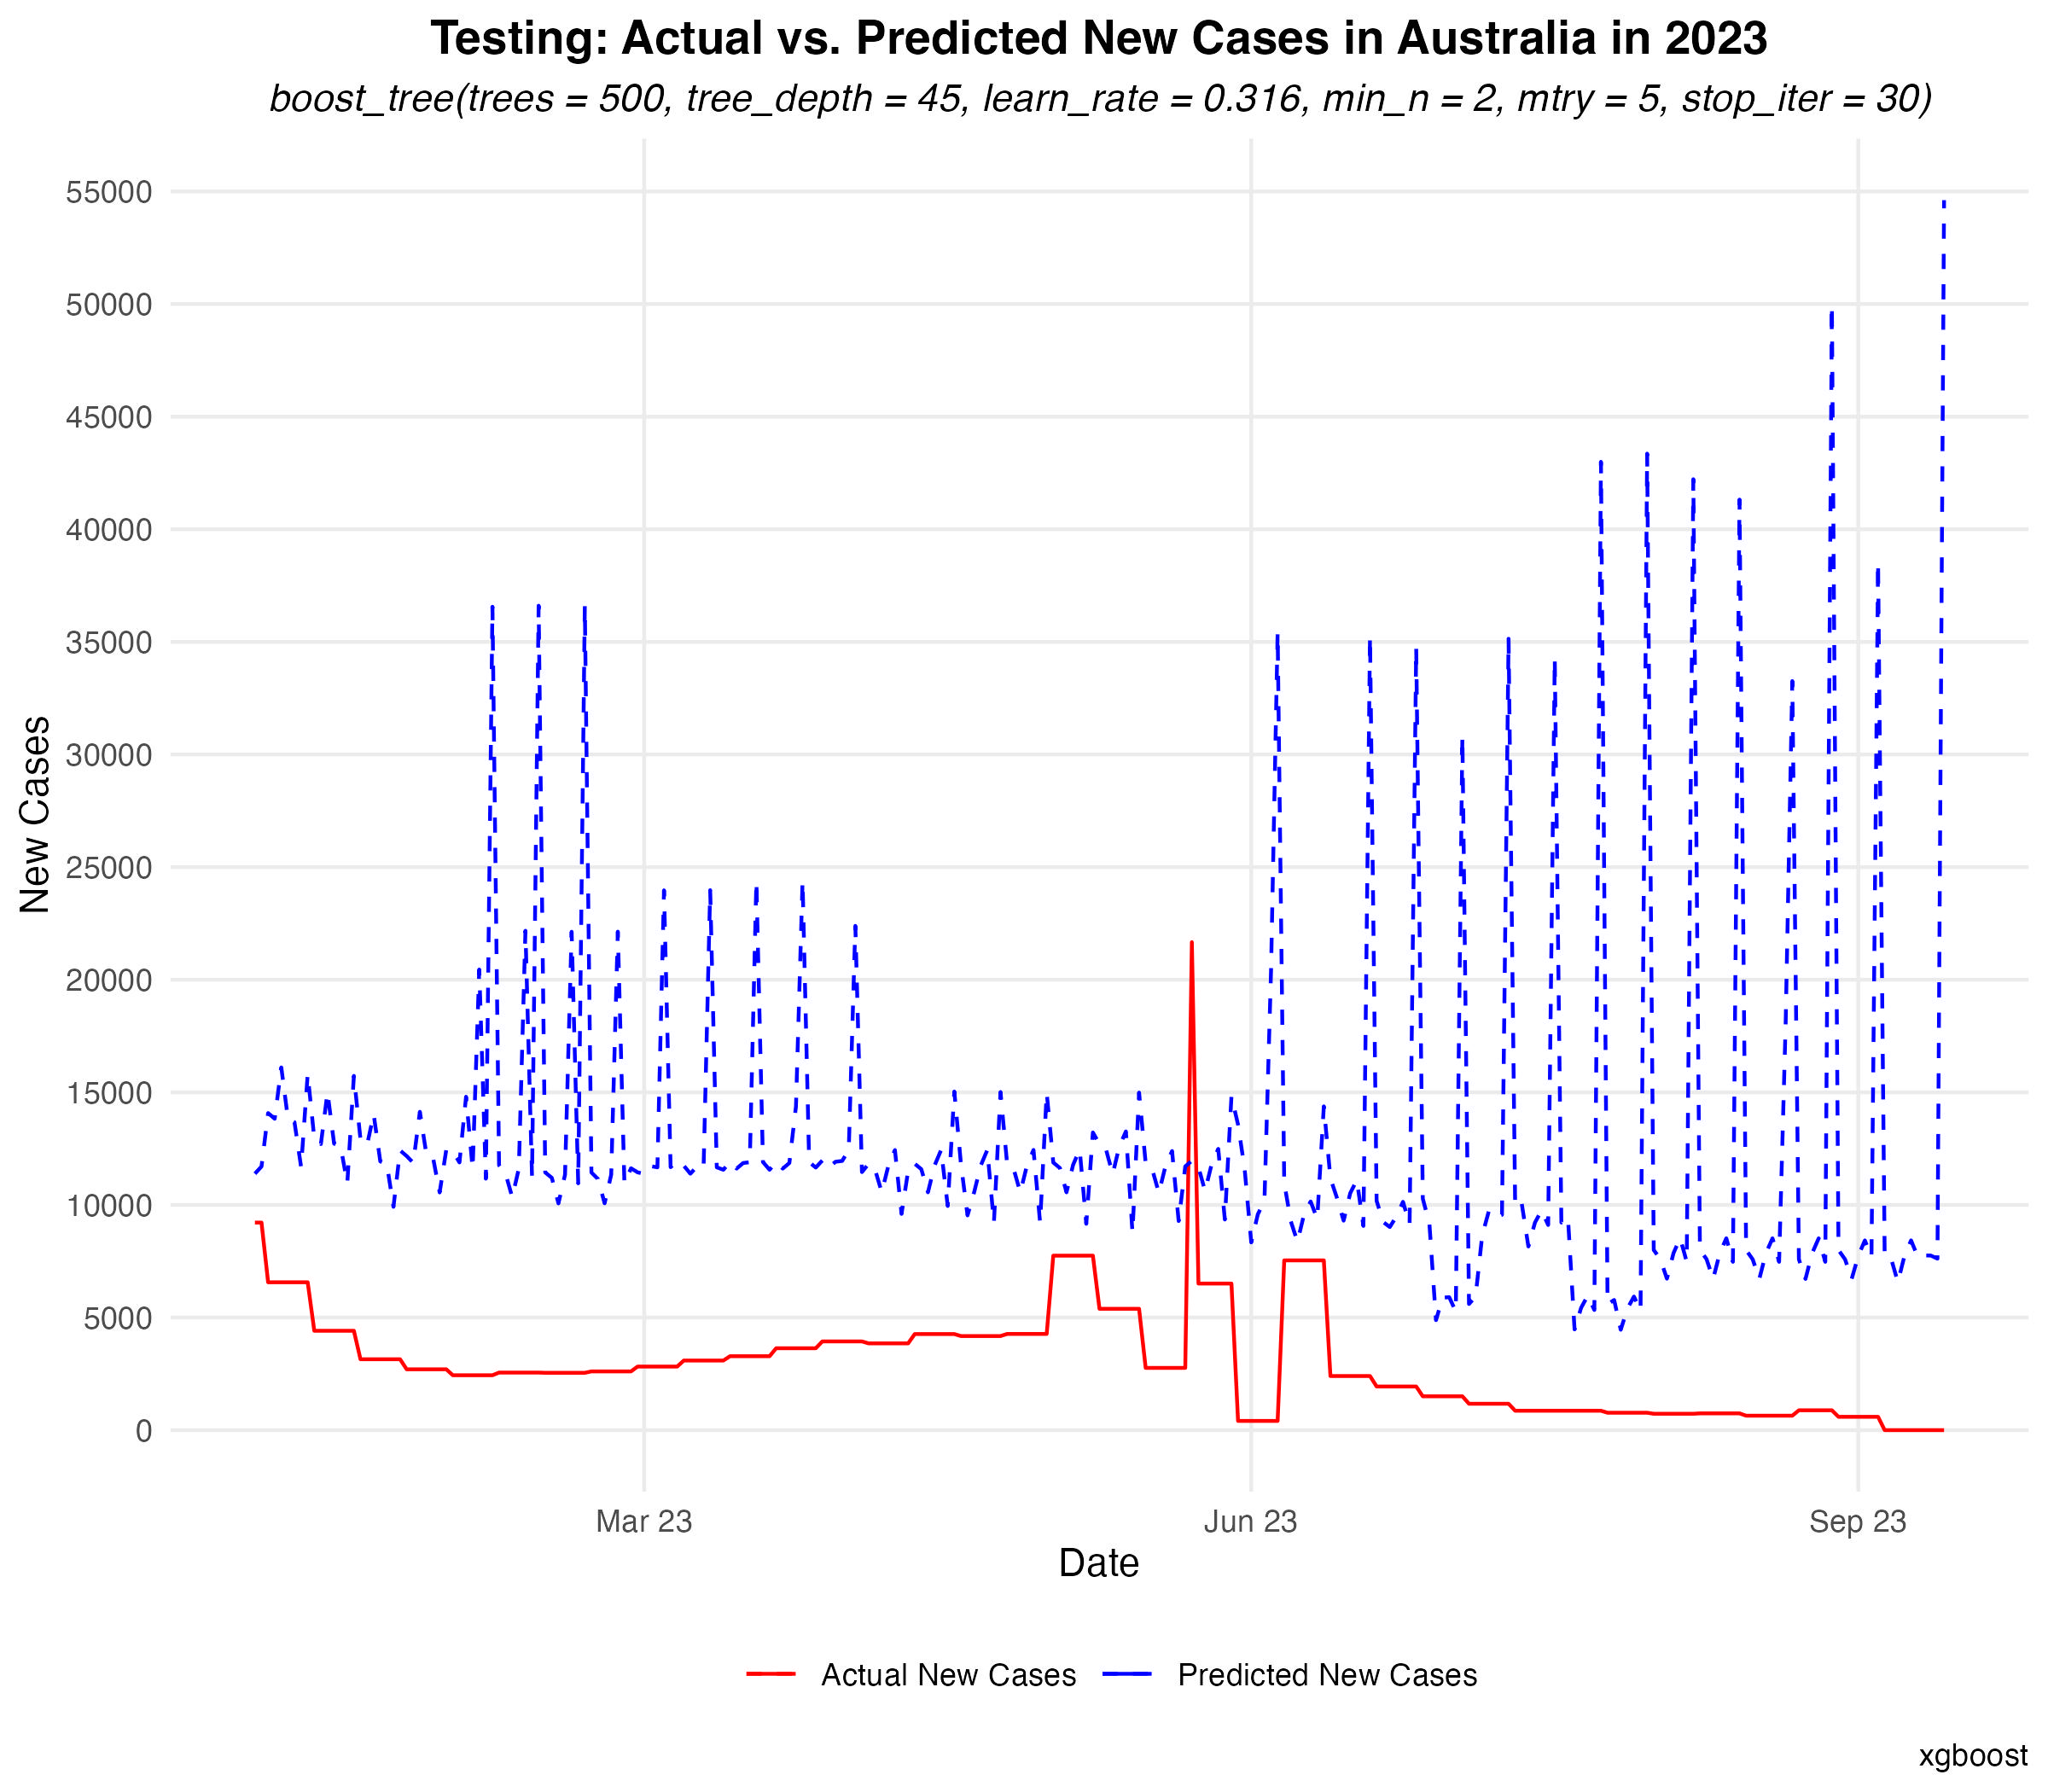 Testing: Actual vs. Predicted New Cases in Australia in 2023
boost_tree(trees = 500, tree_depth = 45, learn_rate = 0.316, min_n = 2, mtry = 5, stop_iter = 30)
55000
50000
45000
40000
35000
30000
25000
20000
15000
10000
5000
0
New Cases
Mar 23
Jun 23
Sep 23
Date
Actual New Cases
Predicted New Cases
xgboost